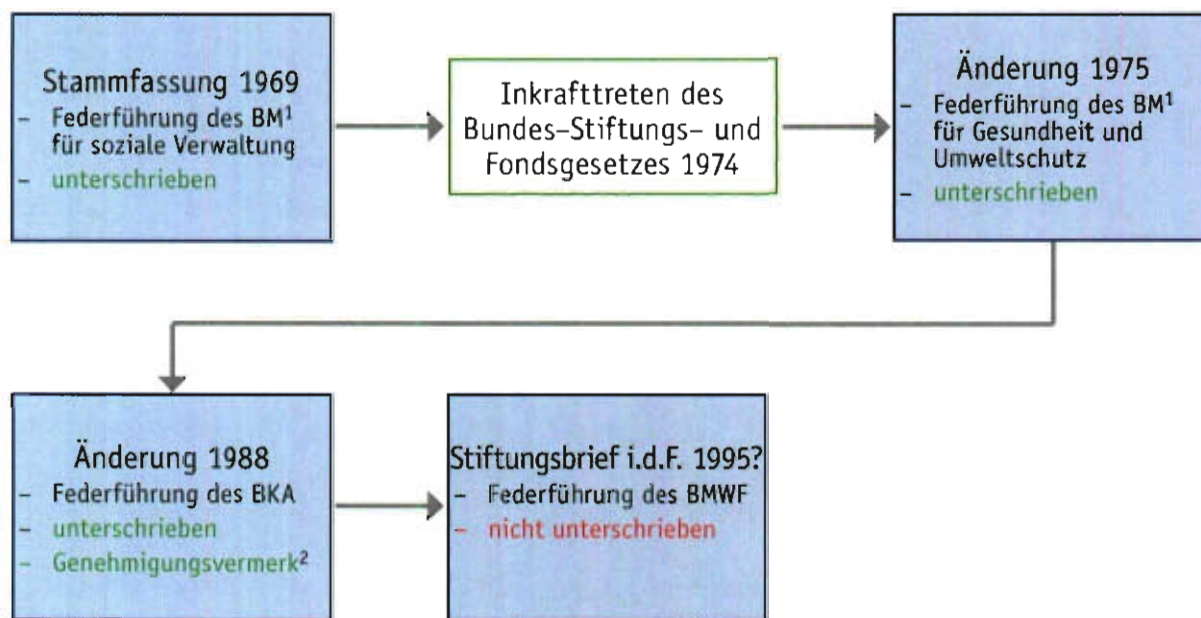 Stammfassung 1969
– Federführung des BM¹
für soziale Verwaltung
– unterschrieben
Inkrafttreten des
Bundes-Stiftungs- und
Fondsgesetzes 1974
Änderung 1975
– Federführung des BM¹
für Gesundheit und
Umweltschutz
– unterschrieben
Änderung 1988
– Federführung des BKA
– unterschrieben
– Genehmigungsvermerk²
Stiftungsbrief i.d.F. 1995?
– Federführung des BMWF
– nicht unterschrieben